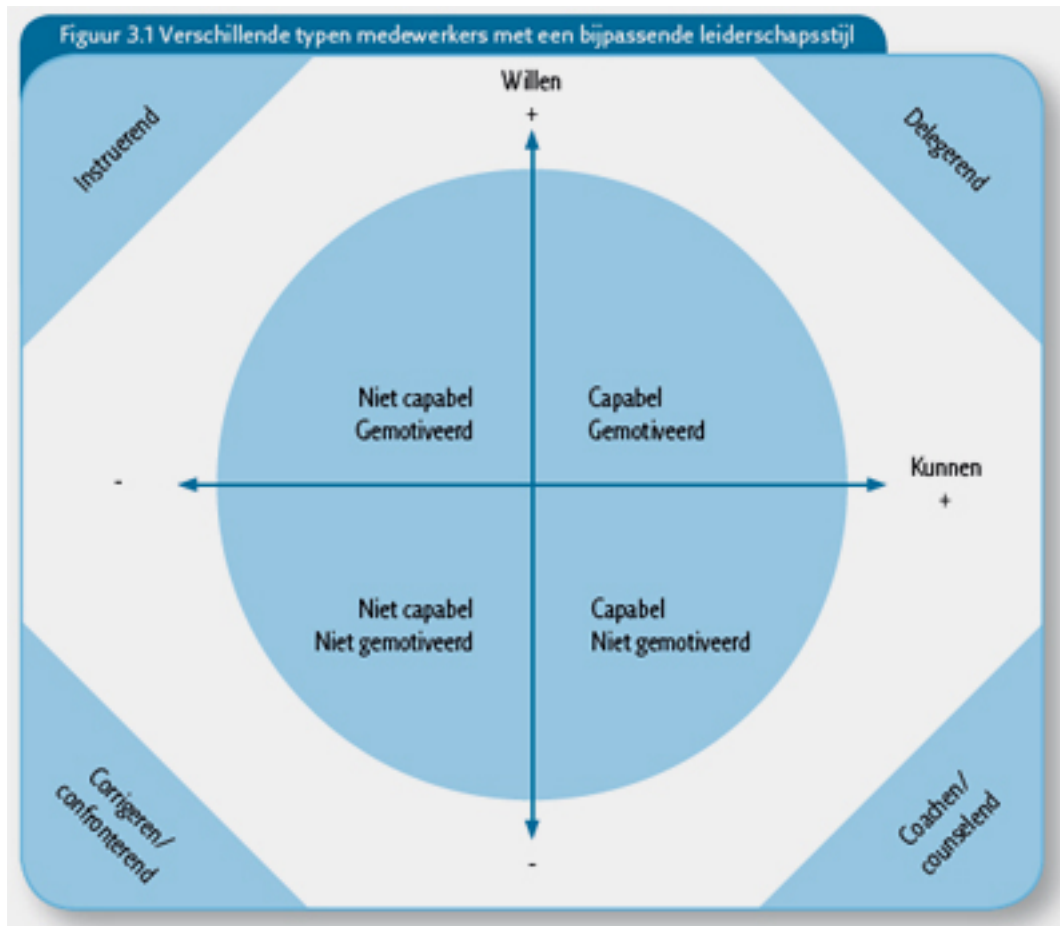 Figuur 3.1 Verschillende typen medewerkers met een bijpassende leiderschapsstijl
Willen
+
Instruerend
Delegerend
Niet capabel
Gemotiveerd
Capabel
Gemotiveerd
-
Kunnen
+
Niet capabel
Niet gemotiveerd
Capabel
Niet gemotiveerd
Corrigeren/
confronterend
-
Coachen/
counselend